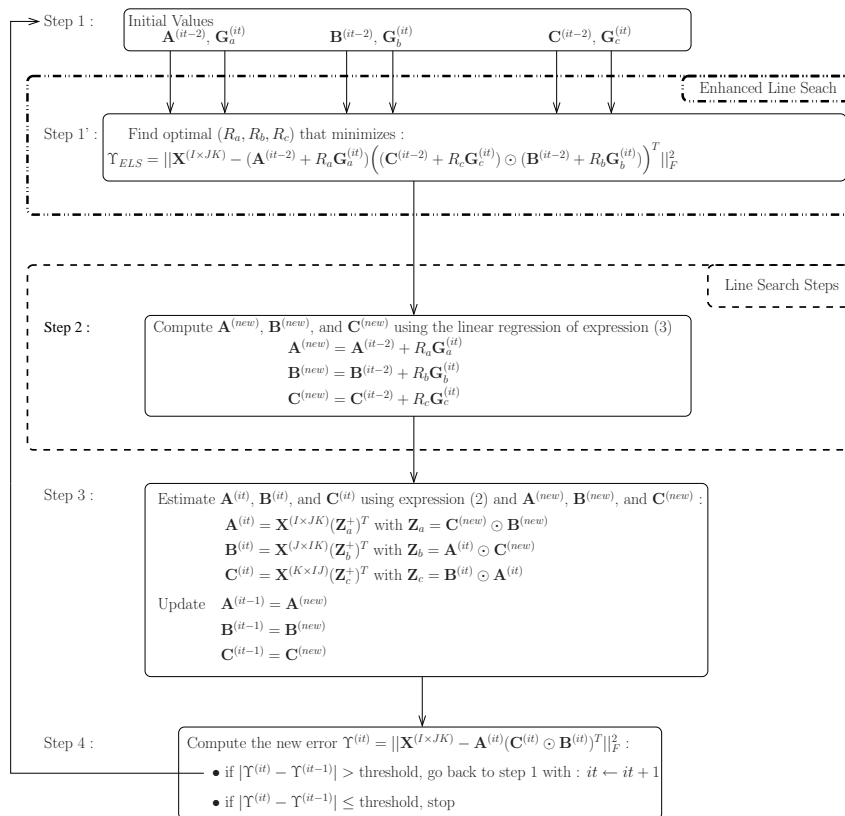 Step 1 :
Initial Values
A^(it−2), G_a^(it) B^(it−2), G_b^(it) C^(it−2), G_c^(it)
Enhanced Line Seach
Step 1' :
Find optimal (R_a, R_b, R_c) that minimizes :
Υ_ELS = ||X^(I×JK) − (A^(it−2) + R_a G_a^(it)) ((C^(it−2) + R_c G_c^(it)) ⊙ (B^(it−2) + R_b G_b^(it)))^T||_F^2
Line Search Steps
Step 2 :
Compute A^(new), B^(new), and C^(new) using the linear regression of expression (3)
A^(new) = A^(it−2) + R_a G_a^(it)
B^(new) = B^(it−2) + R_b G_b^(it)
C^(new) = C^(it−2) + R_c G_c^(it)
Step 3 :
Estimate A^(it), B^(it), and C^(it) using expression (2) and A^(new), B^(new), and C^(new) :
A^(it) = X^(I×JK) (Z_a^+)^T with Z_a = C^(new) ⊙ B^(new)
B^(it) = X^(J×IK) (Z_b^+)^T with Z_b = A^(it) ⊙ C^(new)
C^(it) = X^(K×IJ) (Z_c^+)^T with Z_c = B^(it) ⊙ A^(it)
Update A^(it−1) = A^(new)
B^(it−1) = B^(new)
C^(it−1) = C^(new)
Step 4 :
Compute the new error Υ^(it) = ||X^(I×JK) − A^(it) (C^(it) ⊙ B^(it))^T||_F^2 :
• if |Υ^(it) − Υ^(it−1)| > threshold, go back to step 1 with : it ← it + 1
• if |Υ^(it) − Υ^(it−1)| ≤ threshold, stop